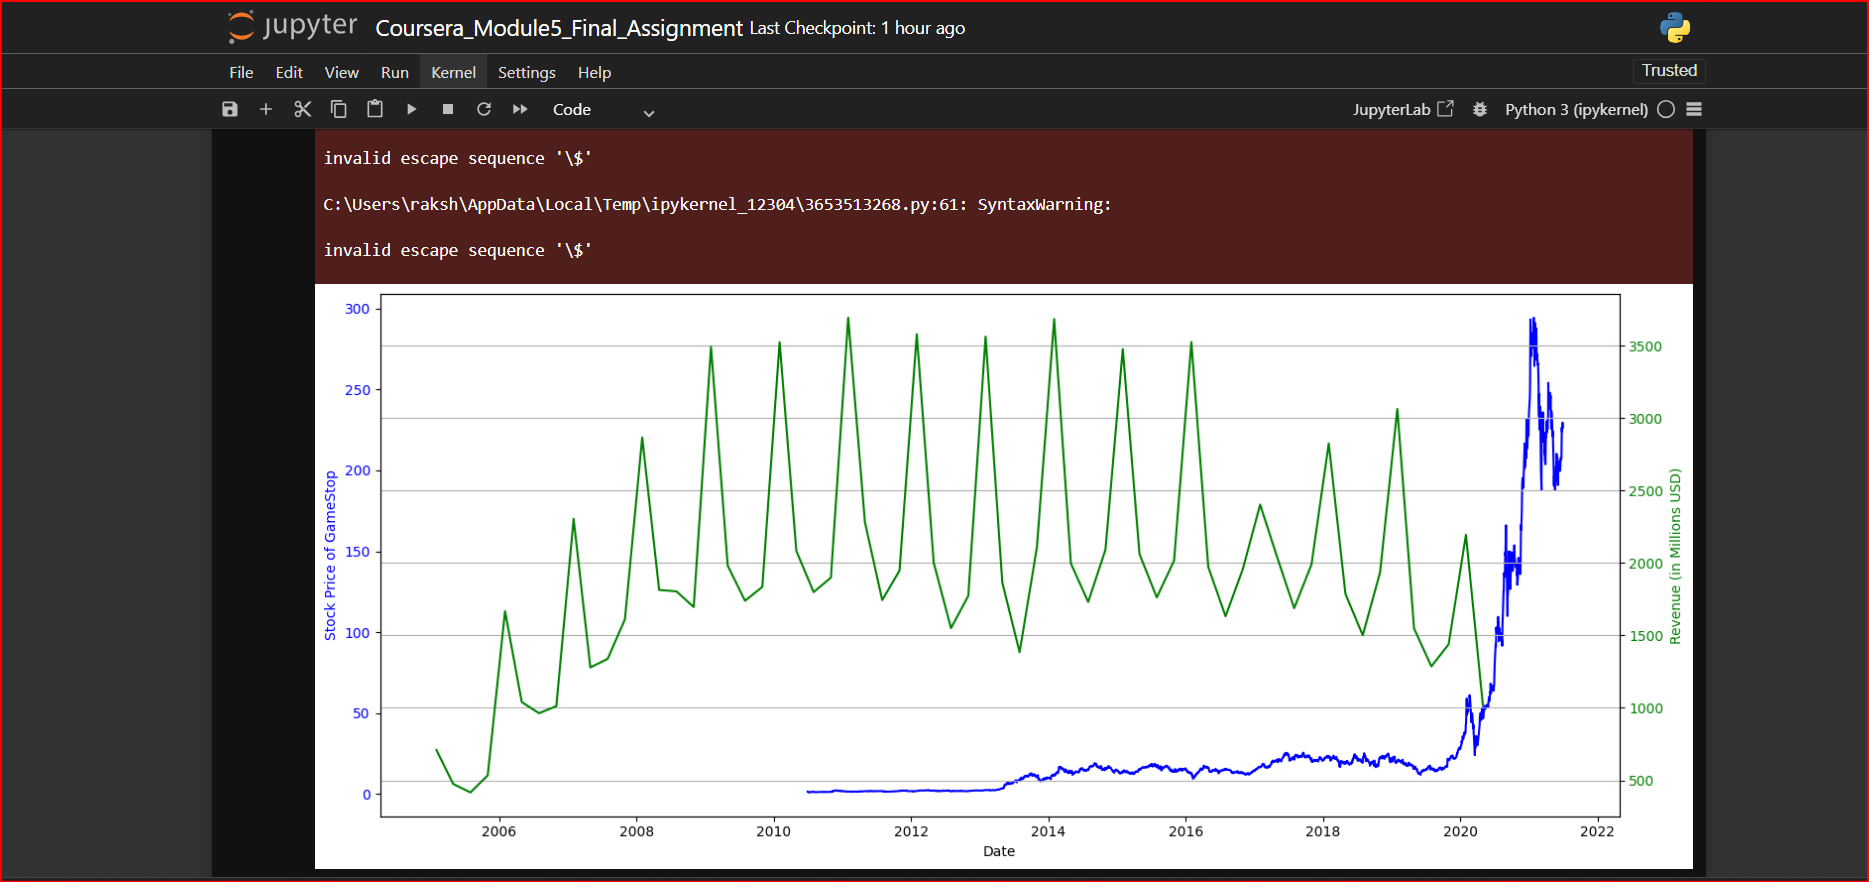 jupyter Coursera_Module5_Final_Assignment Last Checkpoint: 1 hour ago
File Edit View Run Kernel Settings Help Trusted
Code JupyterLab Python 3 (ipykernel)
invalid escape sequence '\$'
C:\Users\raksh\AppData\Local\Temp\ipykernel_12304\3653513268.py:61: SyntaxWarning:
invalid escape sequence '\$'
300
250
200
150
100
50
0
Stock Price of GameStop
3500
3000
2500
2000
1500
1000
500
Revenue (in Millions USD)
2006 2008 2010 2012 2014 2016 2018 2020 2022
Date